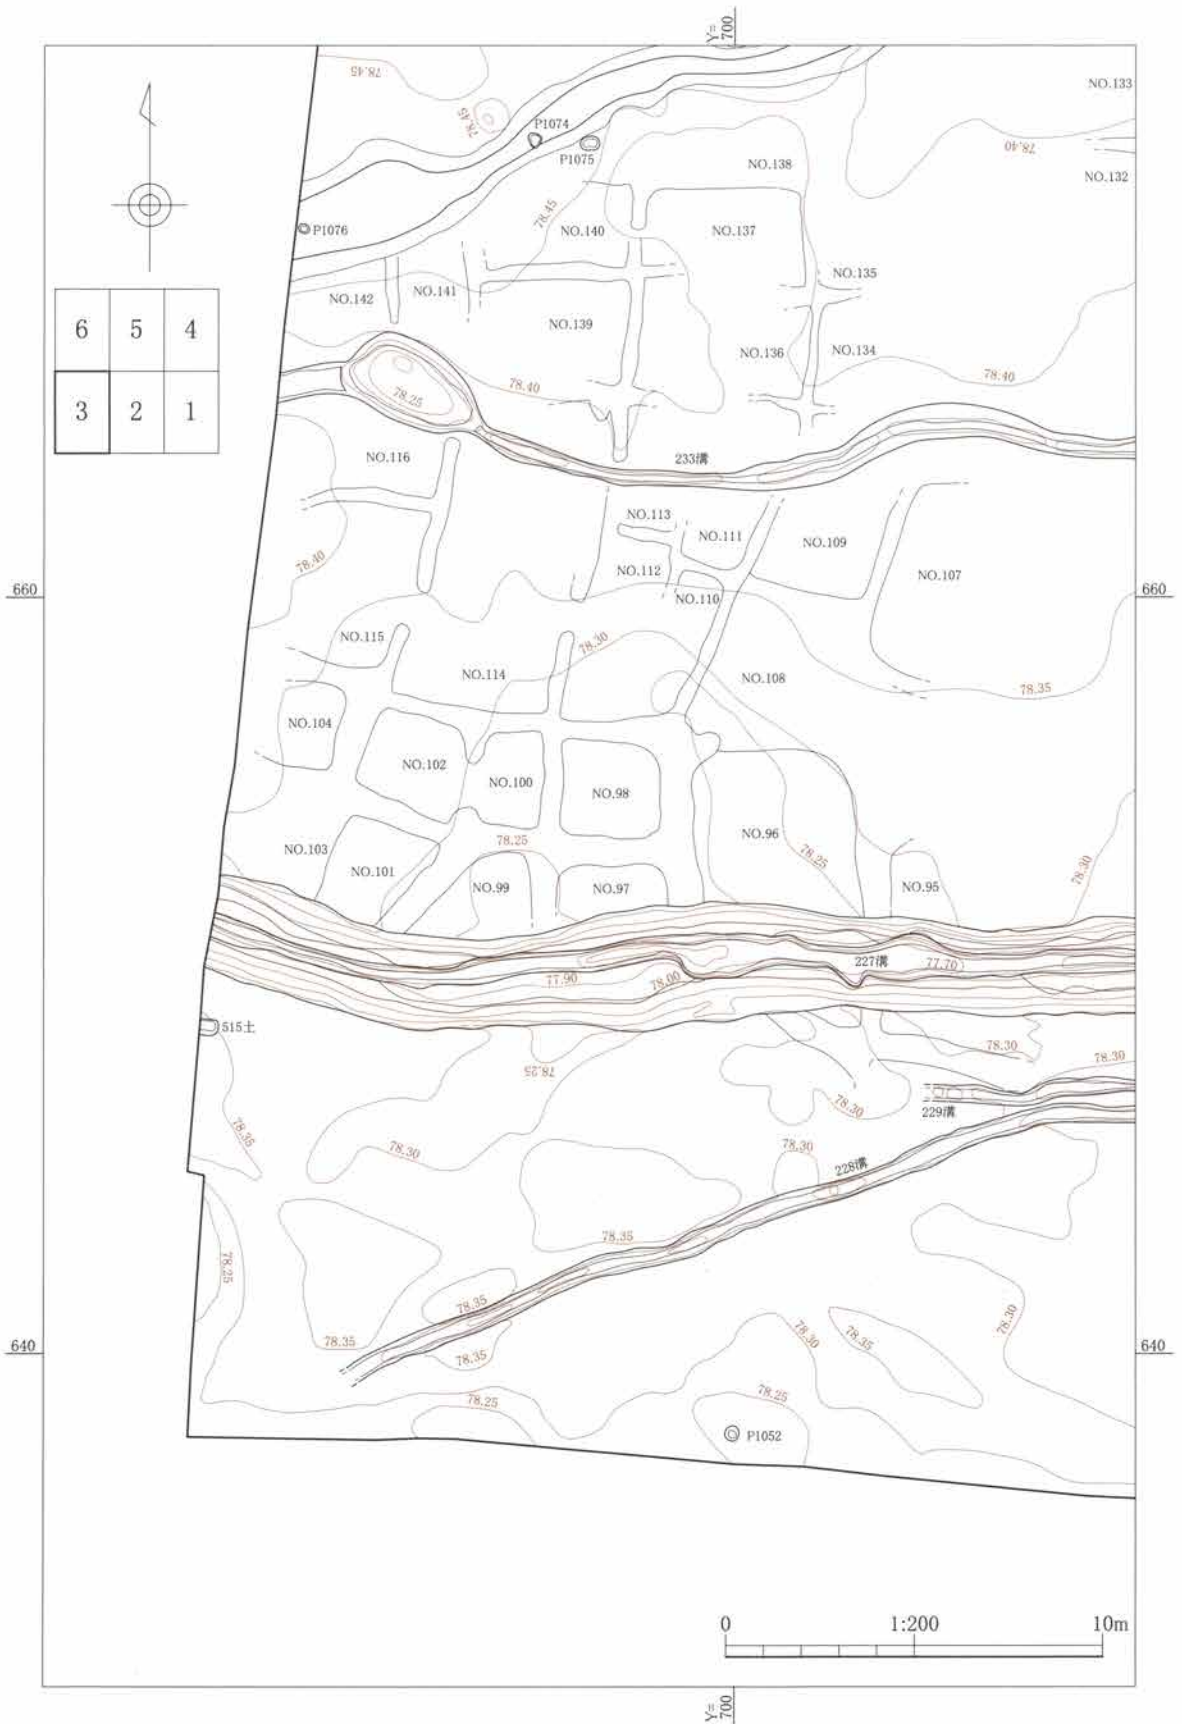 Y=700
78.45
NO.133
78.45
P1074
P1075
78.40
NO.138
NO.132
78.45
P1076
NO.140
NO.137
NO.135
NO.142
NO.141
NO.139
NO.136
NO.134
6 5 4
3 2 1
78.25
78.40
78.40
NO.116
233溝
NO.113
NO.111
NO.109
78.40
NO.112
NO.107
660
660
NO.110
NO.115
78.30
NO.114
NO.108
78.35
NO.104
NO.102
NO.100
NO.98
NO.96
78.25
NO.103
78.25
78.30
NO.101
NO.99
NO.97
NO.95
227溝
77.70
77.90
78.00
515土
78.30
78.30
78.25
78.30
229溝
78.35
78.30
78.30
228溝
78.35
78.25
78.35
78.30
78.35
78.30
78.35
640
640
78.35
78.25
78.25
P1052
0 1:200 10m
Y=700